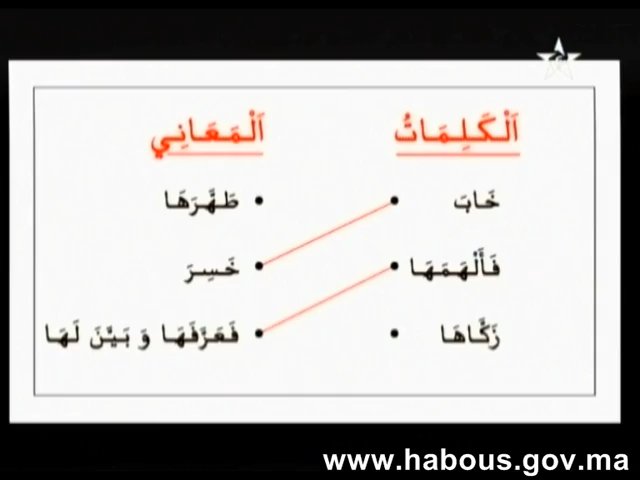 اَلْكَلِمَاتُ اَلْمَعَانِي
خَابَ طَهَّرَهَا
فَأَلْهَمَهَا خَسِرَ
زَكَّاهَا فَعَرَّفَهَا وَ بَيَّنَ لَهَا
www.habous.gov.ma